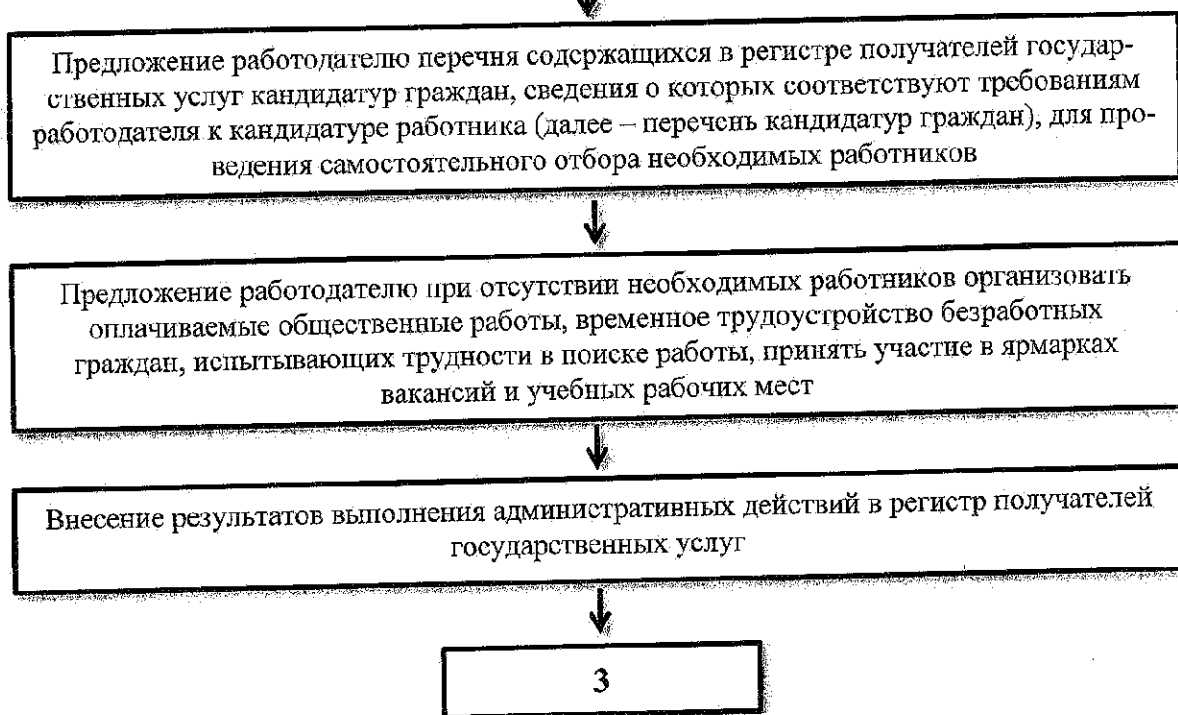 Предложение работодателю перечня содержащихся в регистре получателей государ-
ственных услуг кандидатур граждан, сведения о которых соответствуют требованиям
работодателя к кандидатуре работника (далее – перечень кандидатур граждан), для про-
ведения самостоятельного отбора необходимых работников
Предложение работодателю при отсутствии необходимых работников организовать
оплачиваемые общественные работы, временное трудоустройство безработных
граждан, испытывающих трудности в поиске работы, принять участие в ярмарках
вакансий и учебных рабочих мест
Внесение результатов выполнения административных действий в регистр получателей
государственных услуг
3